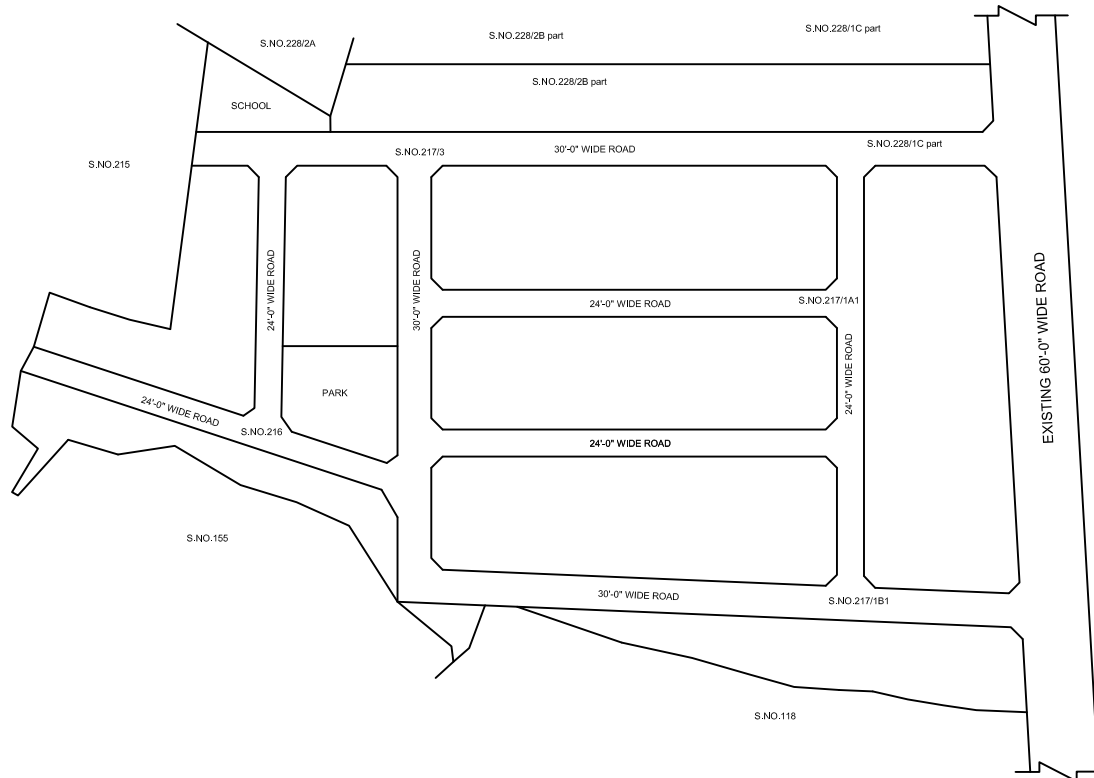 S.NO.228/2A
S.NO.228/2B part
S.NO.228/1C part
S.NO.228/2B part
SCHOOL
S.NO.215
S.NO.217/3
30'-0" WIDE ROAD
S.NO.228/1C part
24'-0" WIDE ROAD
30'-0" WIDE ROAD
24'-0" WIDE ROAD
S.NO.217/1A1
24'-0" WIDE ROAD
EXISTING 60'-0" WIDE ROAD
PARK
24'-0" WIDE ROAD
S.NO.216
24'-0" WIDE ROAD
S.NO.155
30'-0" WIDE ROAD
S.NO.217/1B1
S.NO.118